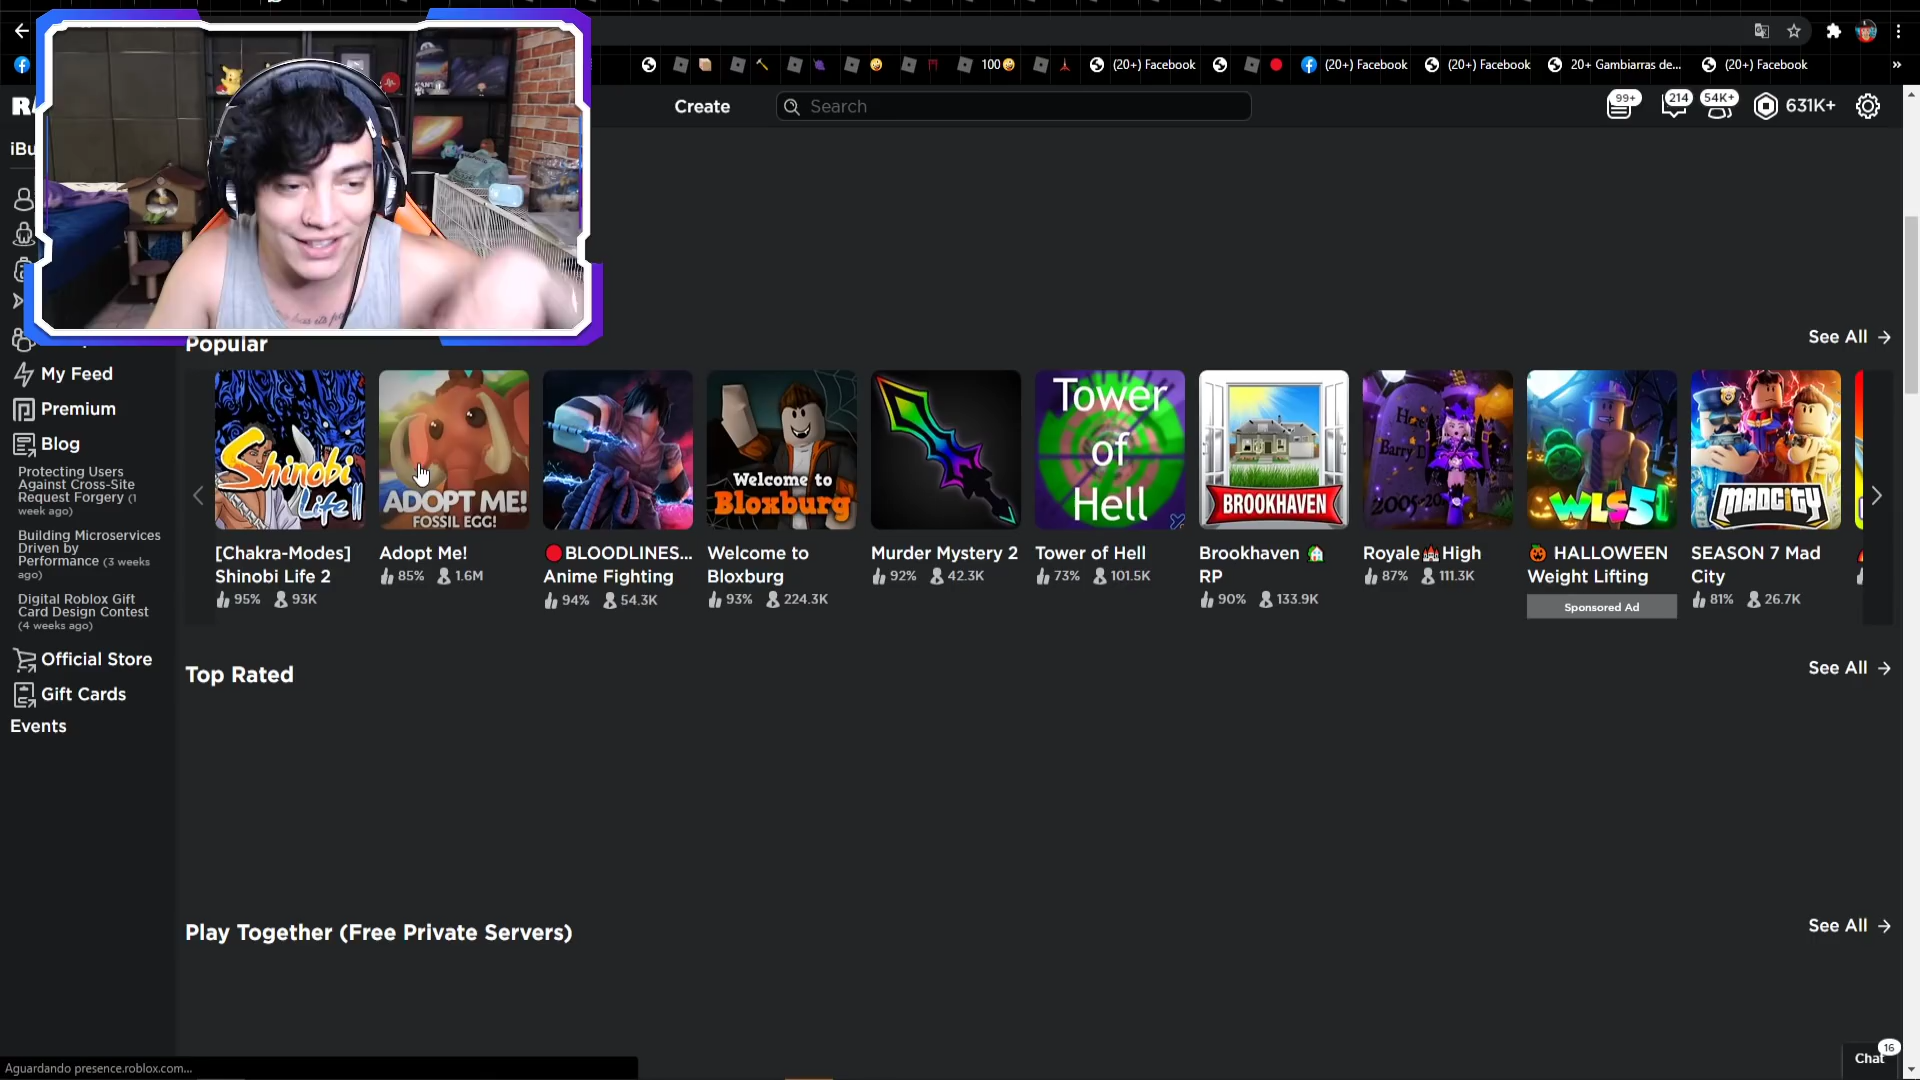 100
(20+) Facebook
(20+) Facebook
(20+) Facebook
20+ Gambiarras de...
(20+) Facebook
»
Create
Search
99+
214
54K+
631K+
iBu
Popular
See All
My Feed
Premium
Blog
Protecting Users
Against Cross-Site
Request Forgery (1
week ago)
Building Microservices
Driven by
Performance (3 weeks
ago)
Digital Roblox Gift
Card Design Contest
(4 weeks ago)
Official Store
Gift Cards
Events
Shinobi
Life II
[Chakra-Modes]
Shinobi Life 2
95% 93K
ADOPT ME!
FOSSIL EGG!
Adopt Me!
85% 1.6M
BLOODLINES...
Anime Fighting
94% 54.3K
Welcome to
Bloxburg
Welcome to
Bloxburg
93% 224.3K
Murder Mystery 2
92% 42.3K
Tower
of
Hell
Tower of Hell
73% 101.5K
BROOKHAVEN
Brookhaven
RP
90% 133.9K
Royale High
87% 111.3K
HALLOWEEN
Weight Lifting
Sponsored Ad
MADCITY
SEASON 7 Mad
City
81% 26.7K
Top Rated
See All
Play Together (Free Private Servers)
See All
Aguardando presence.roblox.com...
Chat
16